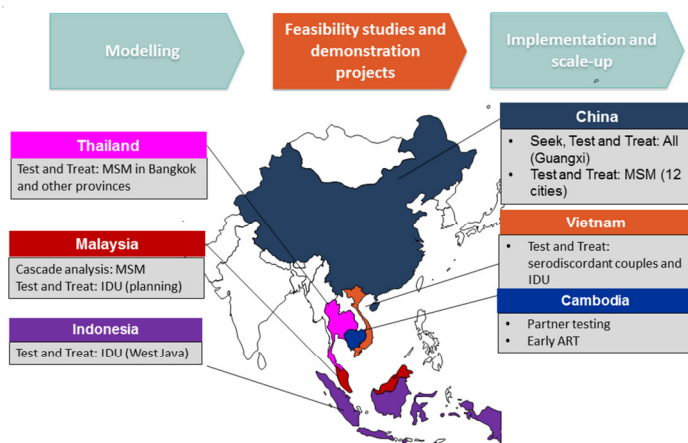 Modelling
Feasibility studies and
demonstration
projects
Implementation and
scale-up
Thailand
Test and Treat: MSM in Bangkok
and other provinces
Malaysia
Cascade analysis: MSM
Test and Treat: IDU (planning)
Indonesia
Test and Treat: IDU (West Java)
China
• Seek, Test and Treat: All
(Guangxi)
• Test and Treat: MSM (12
cities)
Vietnam
• Test and Treat:
serodiscordant couples and
IDU
Cambodia
• Partner testing
• Early ART